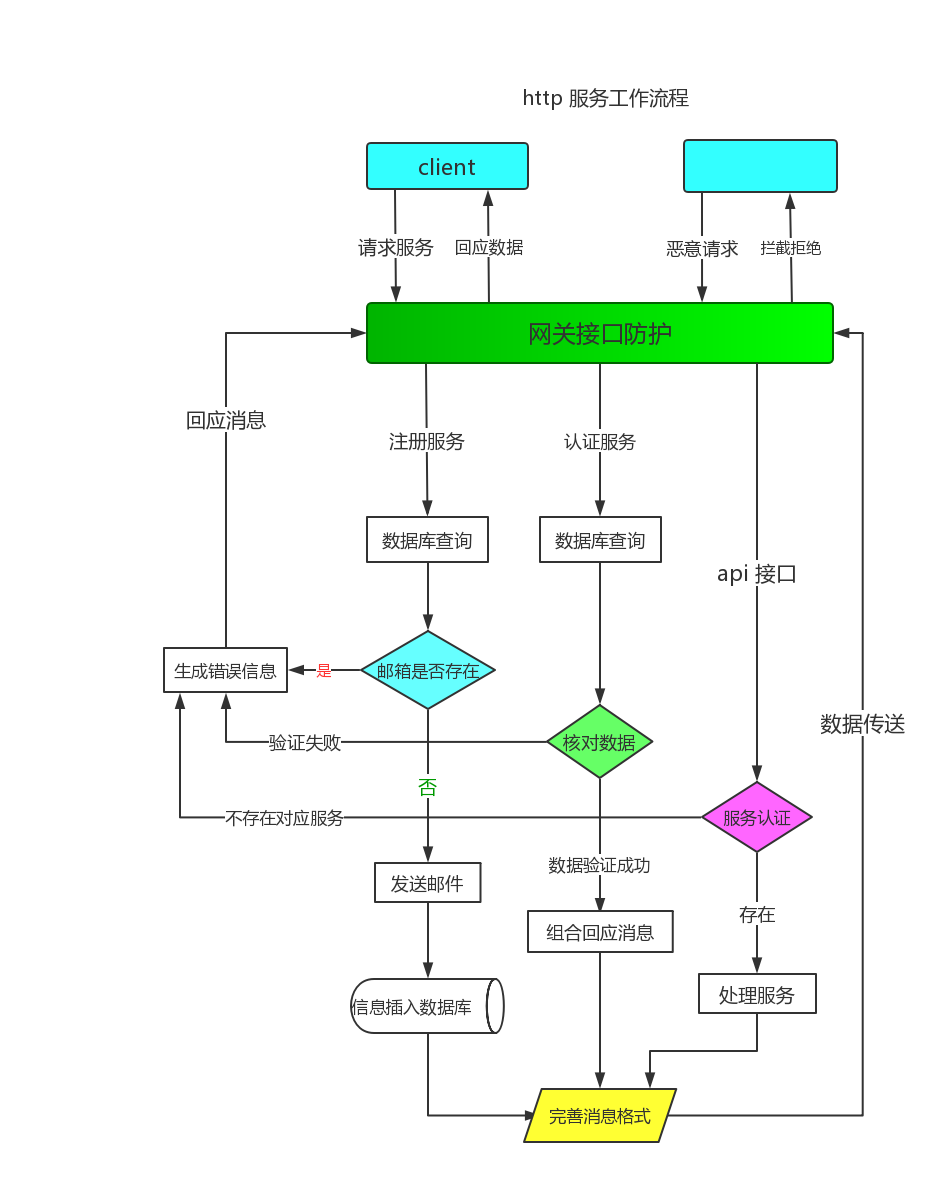 http 服务工作流程
client
请求服务
回应数据
恶意请求
拦截拒绝
网关接口防护
回应消息
注册服务
认证服务
数据库查询
数据库查询
api 接口
生成错误信息
是
邮箱是否存在
数据传送
验证失败
核对数据
否
不存在对应服务
服务认证
数据验证成功
发送邮件
存在
组合回应消息
处理服务
信息插入数据库
完善消息格式